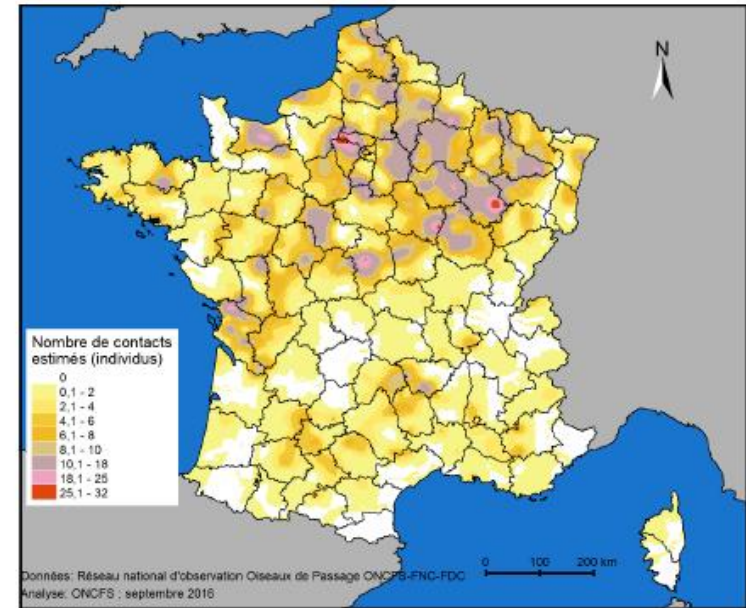 N
Nombre de contacts
estimés (individus)
0
0,1 - 2
2,1 - 4
4,1 - 6
6,1 - 8
8,1 - 10
10,1 - 18
18,1 - 25
25,1 - 32
0 100 200 km
Données: Réseau national d'observation Oiseaux de Passage ONCFS-FNC-FDC
Analyse: ONCFS ; septembre 2016